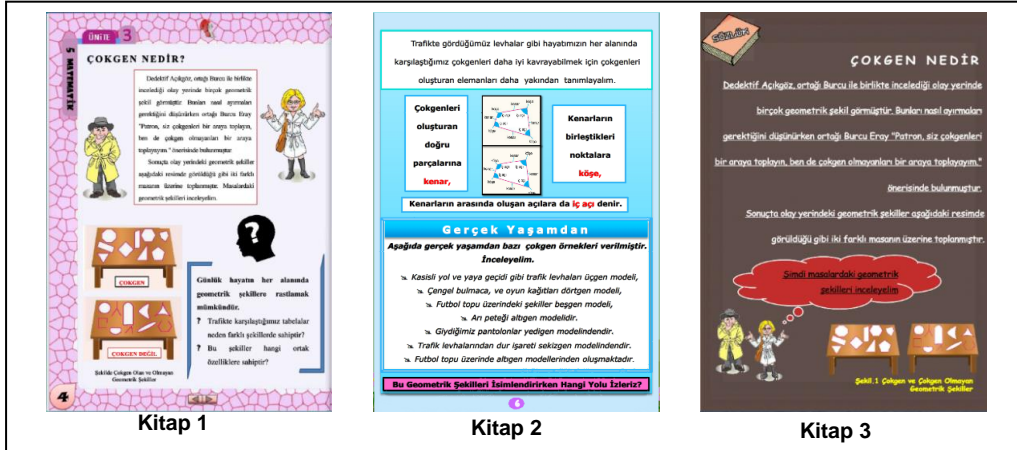 ÜNİTE 3
5. MATEMATİK
ÇOKGEN NEDİR?
Dedektif Açıkgöz, ortağı Burcu ile birlikte
incelediği olay yerinde birçok geometrik
şekil görmüştür Bunları nasıl ayırmaları
gerektiğini düşünürken ortağı Burcu Eray
"Patron, siz çokgenleri bir araya toplayın,
ben de çokgen olmayanları bir araya
toplayayım " önerisinde bulunmuştur
Sonuçta olay yerindeki geometrik şekiller
aşağıdaki resimde görüldüğü gibi iki farklı
masanın üzerine toplanmıştır. Masalardaki
geometrik şekilleri inceleyelim.
ÇOKGEN
ÇOKGEN DEĞİL
Şekilde Çokgen Olan ve Olmayan
Geometrik Şekiller
Günlük hayatın her alanında
geometrik şekillere rastlamak
mümkündür.
? Trafikte karşılaştığımız tabelalar
neden farklı şekillerde sahiptir?
? Bu şekiller hangi ortak
özelliklere sahiptir?
4
Kitap 1
Trafikte gördüğümüz levhalar gibi hayatımızın her alanında
karşılaştığımız çokgenleri daha iyi kavrayabilmek için çokgenleri
oluşturan elemanları daha yakından tanımlayalım.
Çokgenleri
oluşturan
doğru
parçalarına
kenar,
Kenarların
birleştikleri
noktalara
köşe,
Kenarların arasında oluşan açılara da iç açı denir.
Gerçek Yaşamdan
Aşağıda gerçek yaşamdan bazı çokgen örnekleri verilmiştir.
İnceleyelim.
Kasisli yol ve yaya geçidi gibi trafik levhaları üçgen modeli,
Çengel bulmaca, ve oyun kağıtları dörtgen modeli,
Futbol topu üzerindeki şekiller beşgen modeli,
Arı peteği altıgen modelidir.
Giydiğimiz pantolonlar yedigen modelindendir.
Trafik levhalarından dur işareti sekizgen modelindendir.
Futbol topu üzerinde altıgen modellerinden oluşmaktadır.
Bu Geometrik Şekilleri İsimlendirirken Hangi Yolu İzleriz?
6
Kitap 2
SÖZLÜK
ÇOKGEN NEDİR
Dedektif Açıkgöz, ortağı Burcu ile birlikte incelediği olay yerinde
birçok geometrik şekil görmüştür. Bunları nasıl ayırmaları
gerektiğini düşünürken ortağı Burcu Eray "Patron, siz çokgenleri
bir araya toplayın, ben de çokgen olmayanları bir araya toplayayım."
önerisinde bulunmuştur.
Sonuçta olay yerindeki geometrik şekiller aşağıdaki resimde
görüldüğü gibi iki farklı masanın üzerine toplanmıştır.
Şimdi masalardaki geometrik
şekilleri inceleyelim
Şekil.1 Çokgen ve Çokgen Olmayan
Geometrik Şekiller
Kitap 3